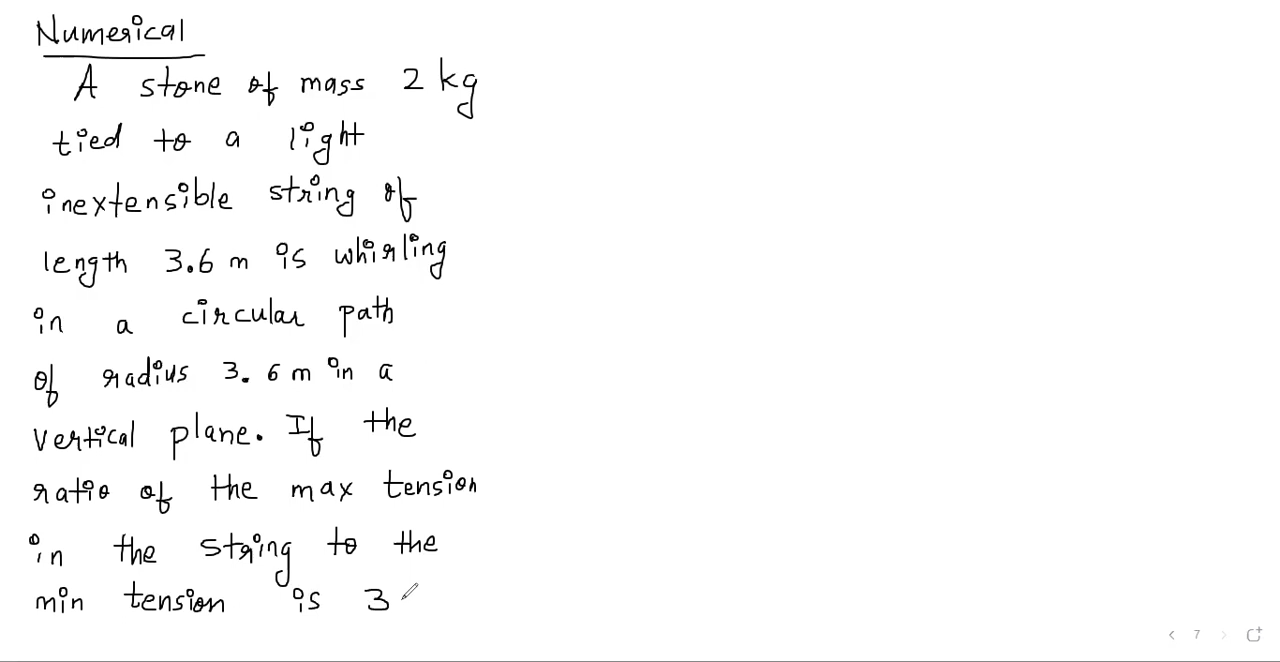 Numerical
A stone of mass 2 kg
tied to a light
inextensible string of
length 3.6 m is whirling
in a circular path
of radius 3.6 m in a
vertical plane. If the
ratio of the max tension
in the string to the
min tension is 3
7